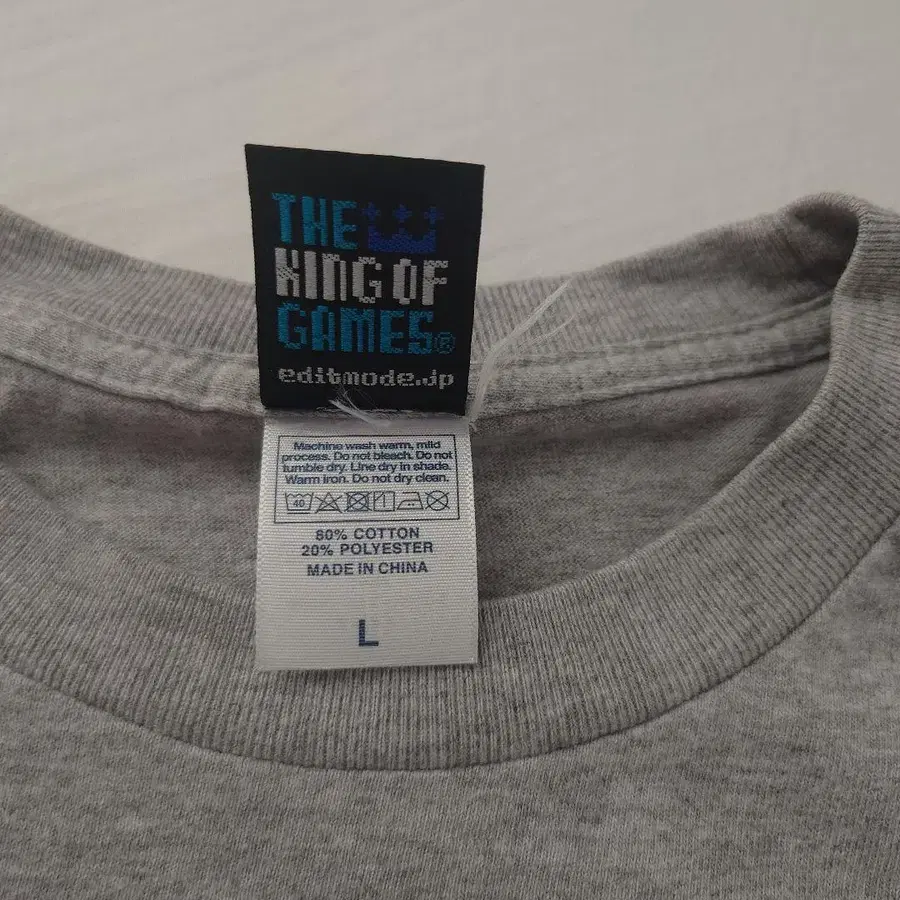 THE
KING OF
GAMES®
editmode.jp
Machine wash warm, mild
process. Do not bleach. Do not
tumble dry. Line dry in shade.
Warm iron. Do not dry clean.
40
80% COTTON
20% POLYESTER
MADE IN CHINA
L